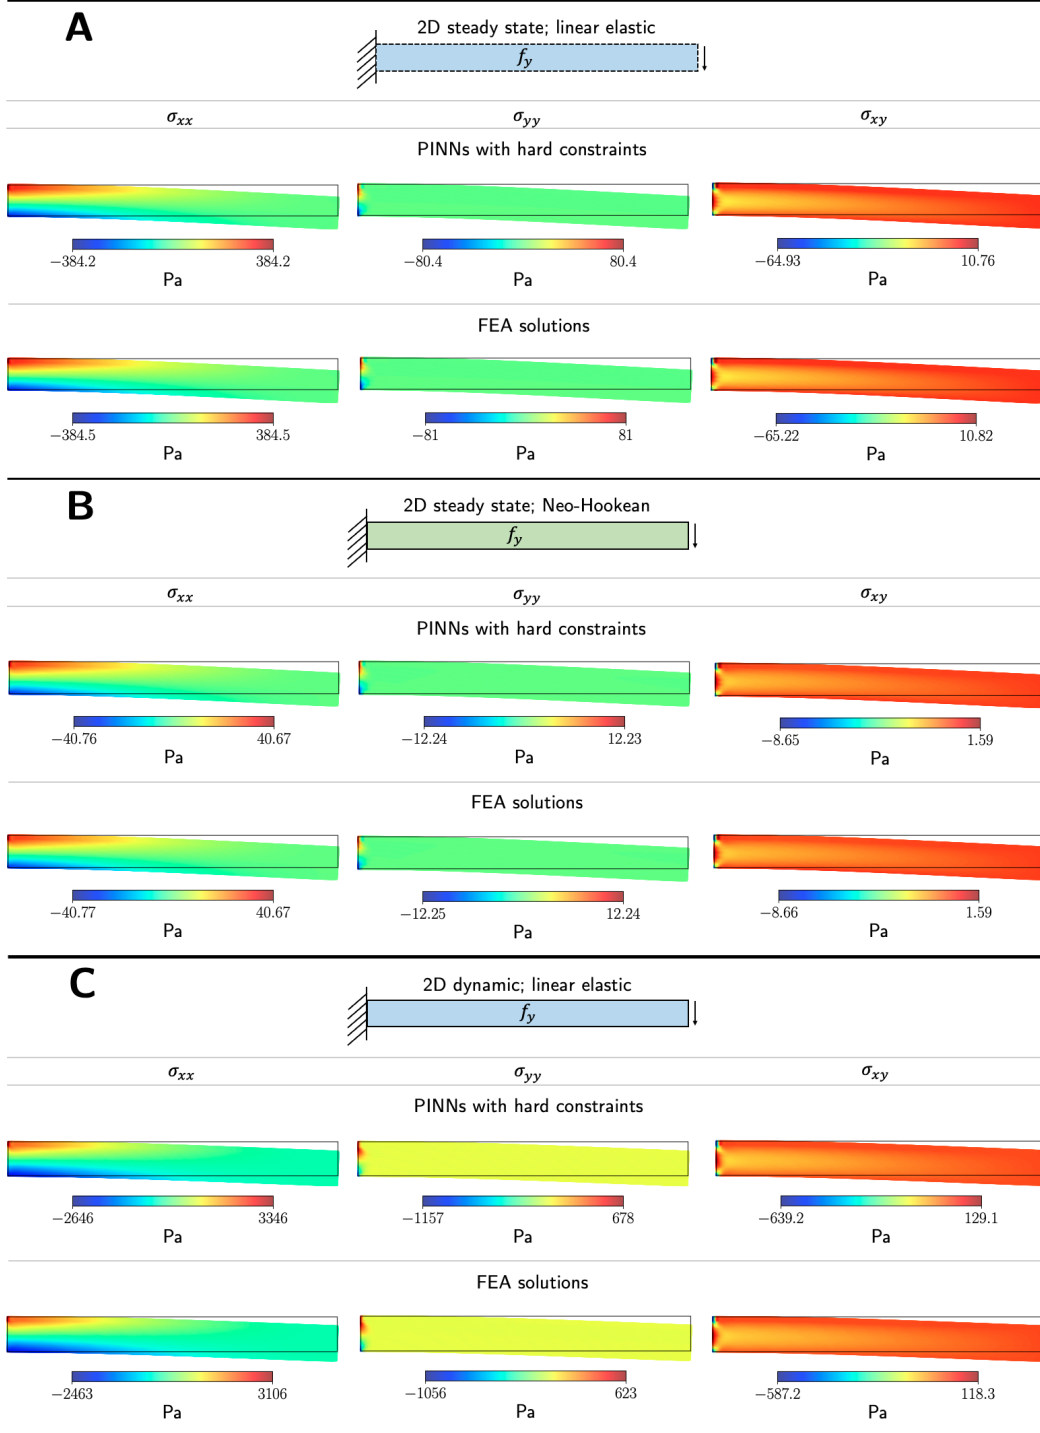 A
2D steady state; linear elastic
f_y
σ_xx σ_yy σ_xy
PINNs with hard constraints
−384.2 384.2 −80.4 80.4 −64.93 10.76
Pa Pa Pa
FEA solutions
−384.5 384.5 −81 81 −65.22 10.82
Pa Pa Pa
B
2D steady state; Neo-Hookean
f_y
σ_xx σ_yy σ_xy
PINNs with hard constraints
−40.76 40.67 −12.24 12.23 −8.65 1.59
Pa Pa Pa
FEA solutions
−40.77 40.67 −12.25 12.24 −8.66 1.59
Pa Pa Pa
C
2D dynamic; linear elastic
f_y
σ_xx σ_yy σ_xy
PINNs with hard constraints
−2646 3346 −1157 678 −639.2 129.1
Pa Pa Pa
FEA solutions
−2463 3106 −1056 623 −587.2 118.3
Pa Pa Pa